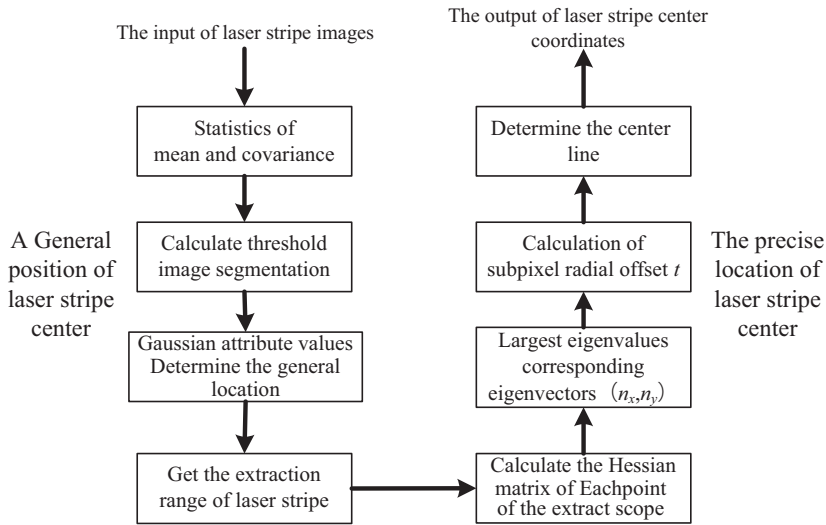 The input of laser stripe images
Statistics of
mean and covariance
Calculate threshold
image segmentation
Gaussian attribute values
Determine the general
location
Get the extraction
range of laser stripe
A General
position of
laser stripe
center
The output of laser stripe center
coordinates
Determine the center
line
Calculation of
subpixel radial offset t
Largest eigenvalues
corresponding
eigenvectors （nx,ny）
Calculate the Hessian
matrix of Eachpoint
of the extract scope
The precise
location of
laser stripe
center